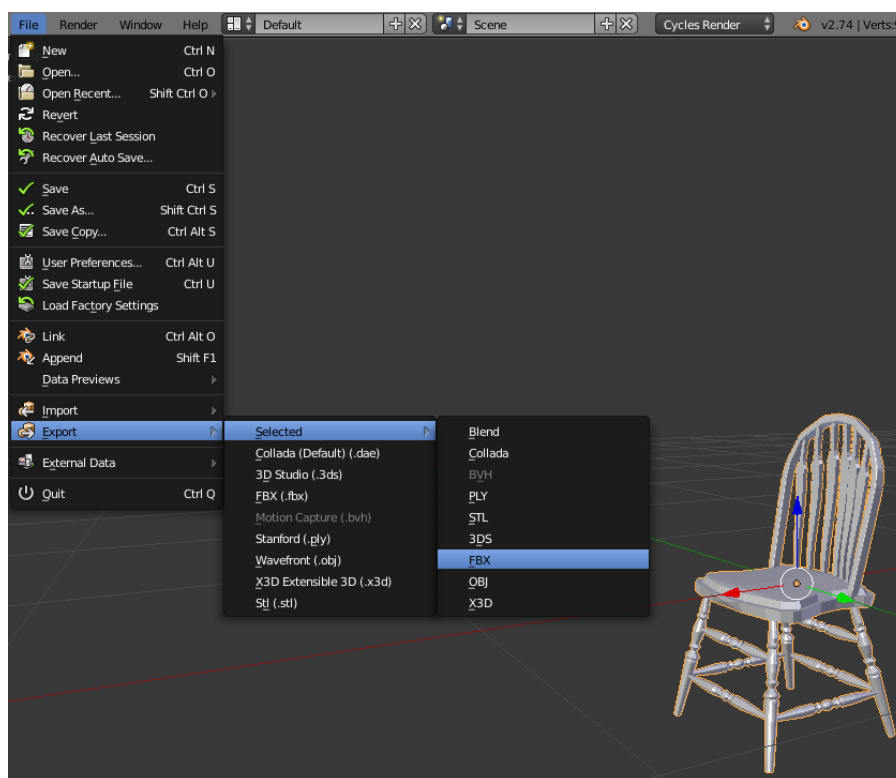 File Render Window Help Default Scene Cycles Render v2.74 | Verts:
New Ctrl N
Open... Ctrl O
Open Recent... Shift Ctrl O
Revert
Recover Last Session
Recover Auto Save...
Save Ctrl S
Save As... Shift Ctrl S
Save Copy... Ctrl Alt S
User Preferences... Ctrl Alt U
Save Startup File Ctrl U
Load Factory Settings
Link Ctrl Alt O
Append Shift F1
Data Previews
Import
Export
External Data
Quit Ctrl Q
Selected
Collada (Default) (.dae)
3D Studio (.3ds)
FBX (.fbx)
Motion Capture (.bvh)
Stanford (.ply)
Wavefront (.obj)
X3D Extensible 3D (.x3d)
Stl (.stl)
Blend
Collada
BVH
PLY
STL
3DS
FBX
OBJ
X3D